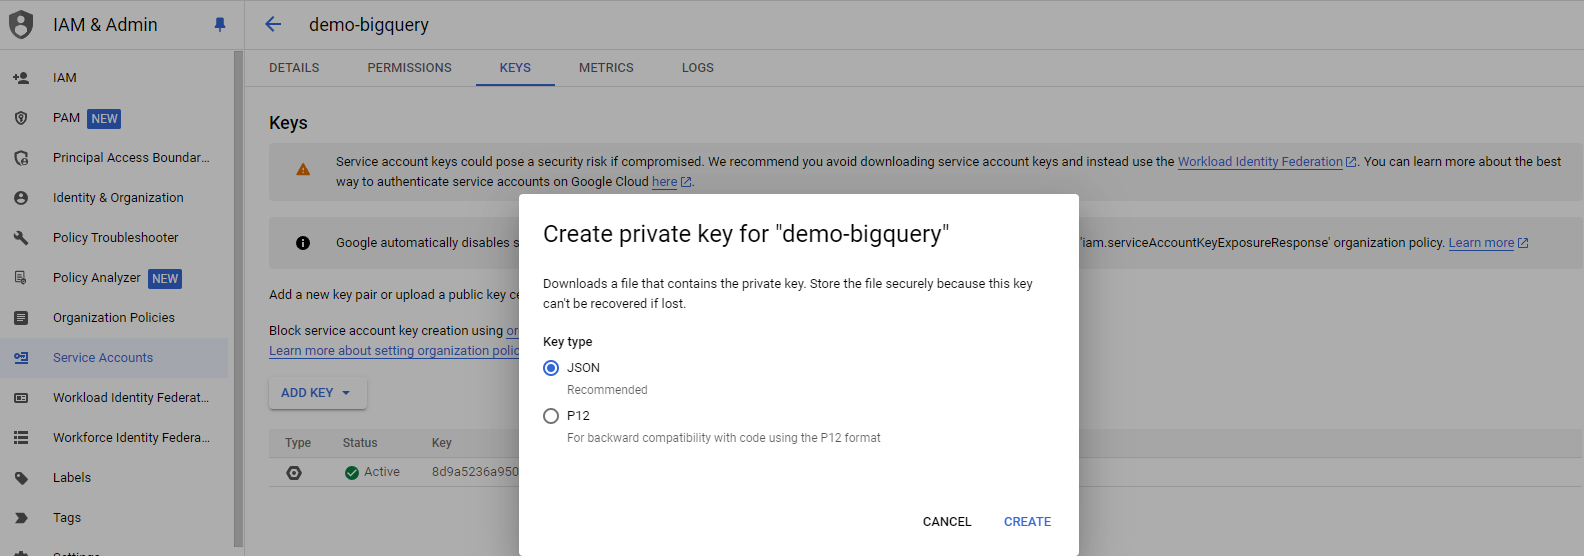 IAM & Admin
demo-bigquery
IAM
PAM NEW
Principal Access Boundar...
Identity & Organization
Policy Troubleshooter
Policy Analyzer NEW
Organization Policies
Service Accounts
Workload Identity Federat...
Workforce Identity Federa...
Labels
Tags
Settings
DETAILS PERMISSIONS KEYS METRICS LOGS
Keys
Service account keys could pose a security risk if compromised. We recommend you avoid downloading service account keys and instead use the Workload Identity Federation. You can learn more about the best
way to authenticate service accounts on Google Cloud here.
Google automatically disables s
'iam.serviceAccountKeyExposureResponse' organization policy. Learn more
Add a new key pair or upload a public key ce
Block service account key creation using or
Learn more about setting organization polic
ADD KEY
Type Status Key
Active 8d9a5236a950
Create private key for "demo-bigquery"
Downloads a file that contains the private key. Store the file securely because this key
can't be recovered if lost.
Key type
JSON
Recommended
P12
For backward compatibility with code using the P12 format
CANCEL CREATE